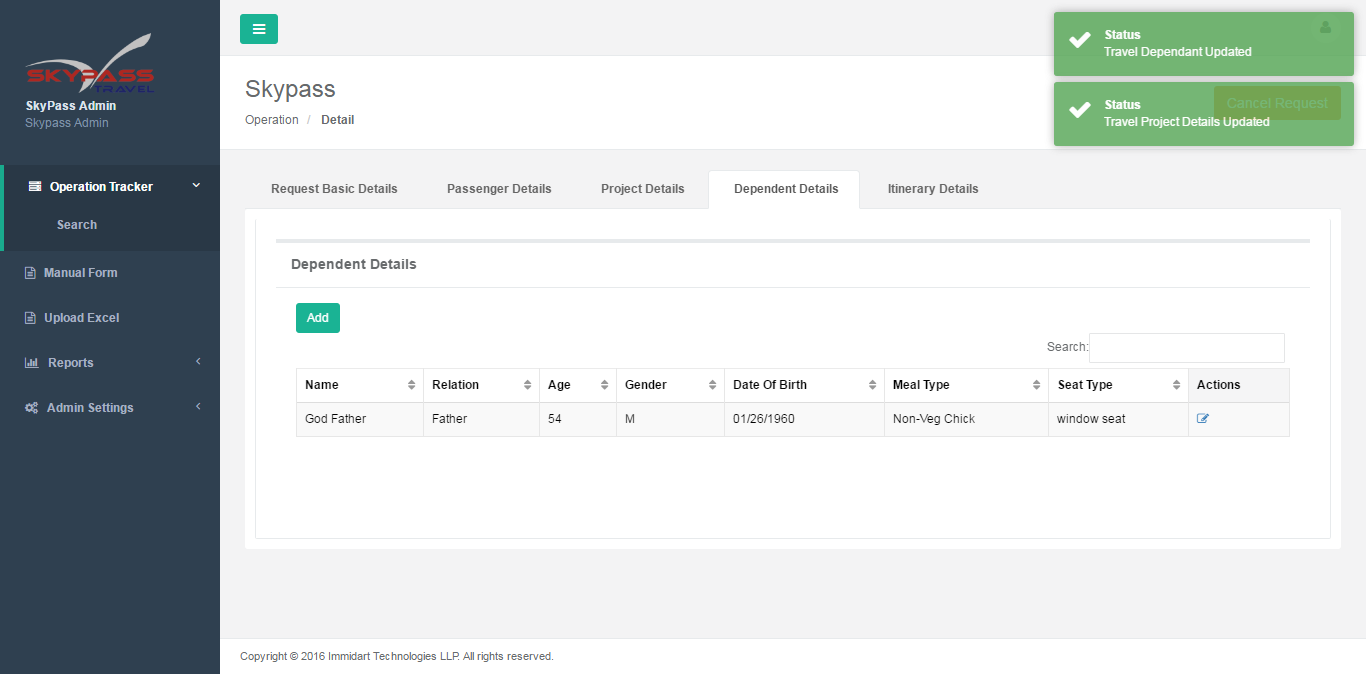 SKYPASS
TRAVEL
SkyPass Admin
Skypass Admin
Operation Tracker
Search
Manual Form
Upload Excel
Reports
Admin Settings
Status
Travel Dependant Updated
Status
Travel Project Details Updated
Cancel Request
Skypass
Operation / Detail
Request Basic Details Passenger Details Project Details Dependent Details Itinerary Details
Dependent Details
Add
Search:
Name Relation Age Gender Date Of Birth Meal Type Seat Type Actions
God Father Father 54 M 01/26/1960 Non-Veg Chick window seat
Copyright © 2016 Immidart Technologies LLP. All rights reserved.